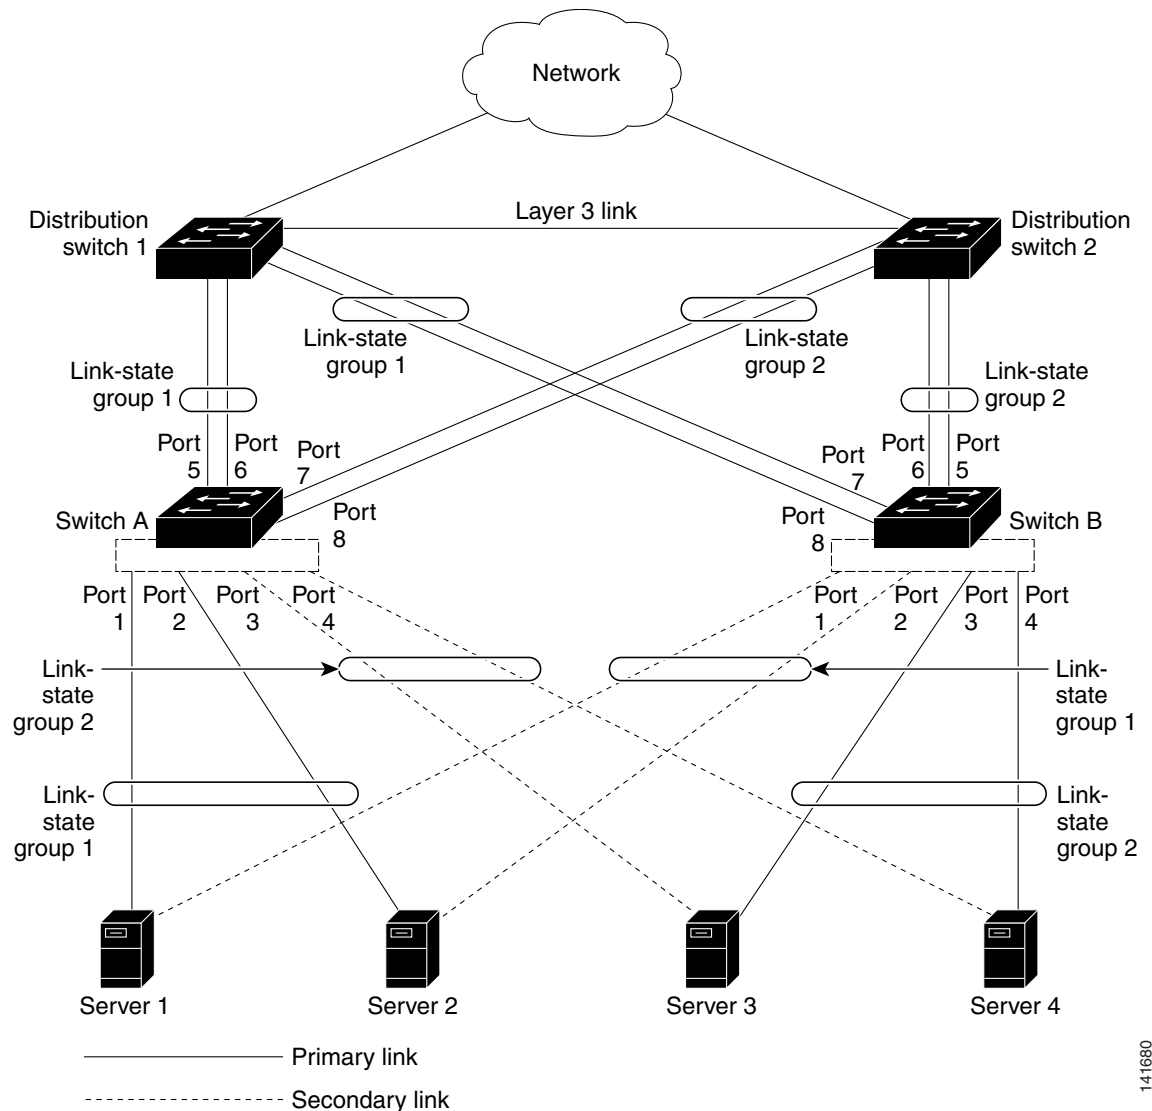 Network
Layer 3 link
Distribution
switch 1
Distribution
switch 2
Link-state
group 1
Link-state
group 2
Link-state
group 1
Link-state
group 2
Port
5
Port
6
Port
7
Port
8
Port
7
Port
6
Port
5
Port
8
Switch A
Switch B
Port
1
Port
2
Port
3
Port
4
Port
1
Port
2
Port
3
Port
4
Link-
state
group 2
Link-
state
group 1
Link-
state
group 1
Link-
state
group 2
Server 1
Server 2
Server 3
Server 4
Primary link
Secondary link
141680